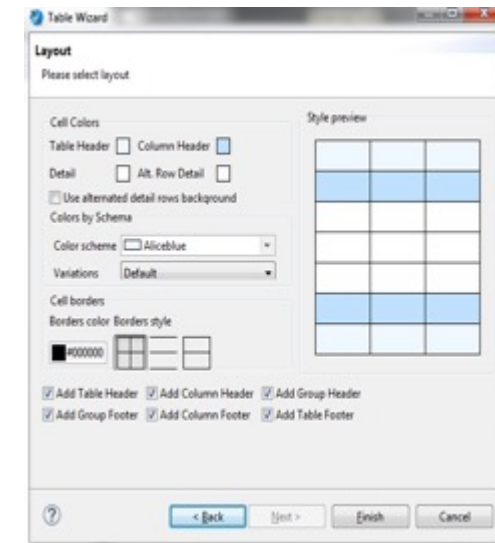 Table Wizard
Layout
Please select layout
Cell Colors
Table Header Column Header
Detail Alt. Row Detail
Use alternated detail rows background
Colors by Schema
Color scheme Aliceblue
Variations Default
Cell borders
Borders color Borders style
#000000
Style preview
Add Table Header Add Column Header Add Group Header
Add Group Footer Add Column Footer Add Table Footer
? < Back Next > Finish Cancel